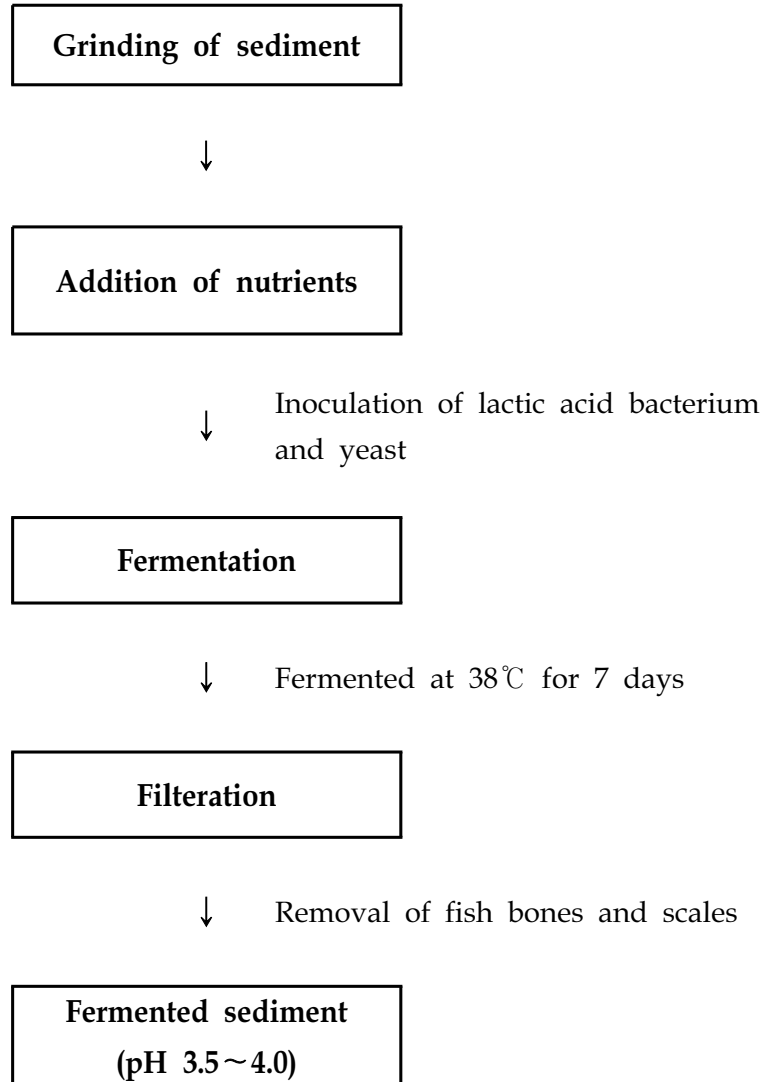 Grinding of sediment
↓
Addition of nutrients
↓
Inoculation of lactic acid bacterium
and yeast
Fermentation
↓
Fermented at 38℃ for 7 days
Filteration
↓
Removal of fish bones and scales
Fermented sediment
(pH 3.5～4.0)